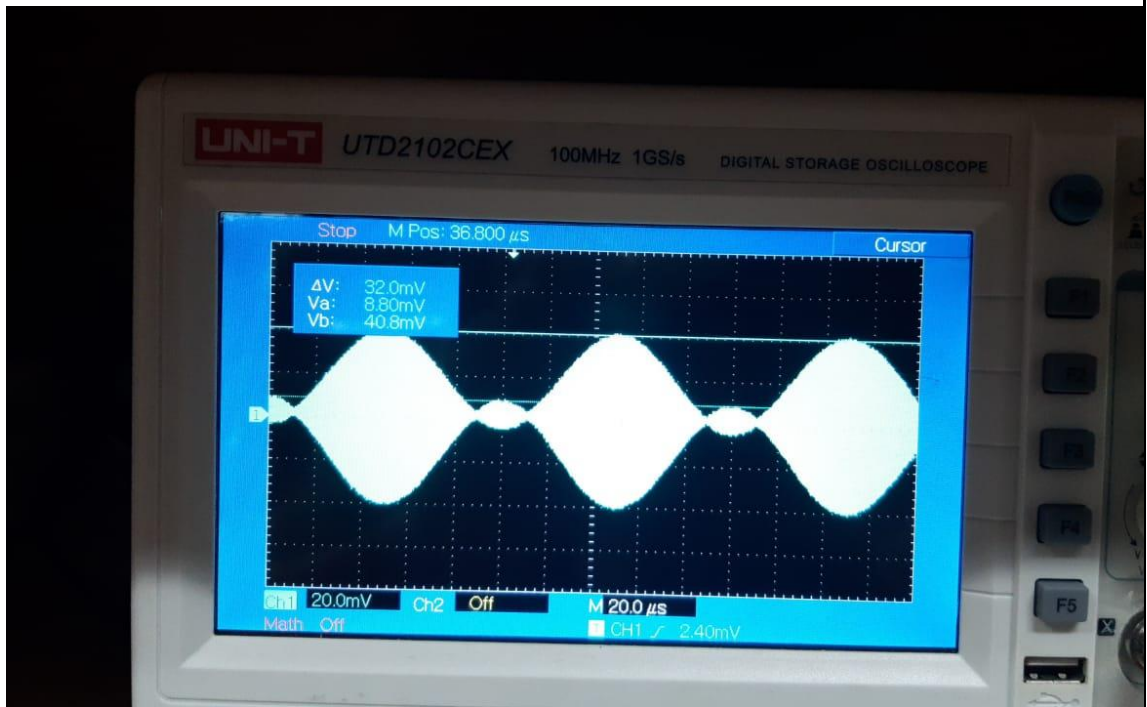 UNI-T UTD2102CEX 100MHz 1GS/s DIGITAL STORAGE OSCILLOSCOPE
Stop M Pos: 36.800 μs Cursor
ΔV: 32.0mV
Va: 8.80mV
Vb: 40.8mV
1
F1
F2
F3
F4
F5
Ch1 20.0mV Ch2 Off M 20.0 μs
Math Off T CH1 2.40mV
X